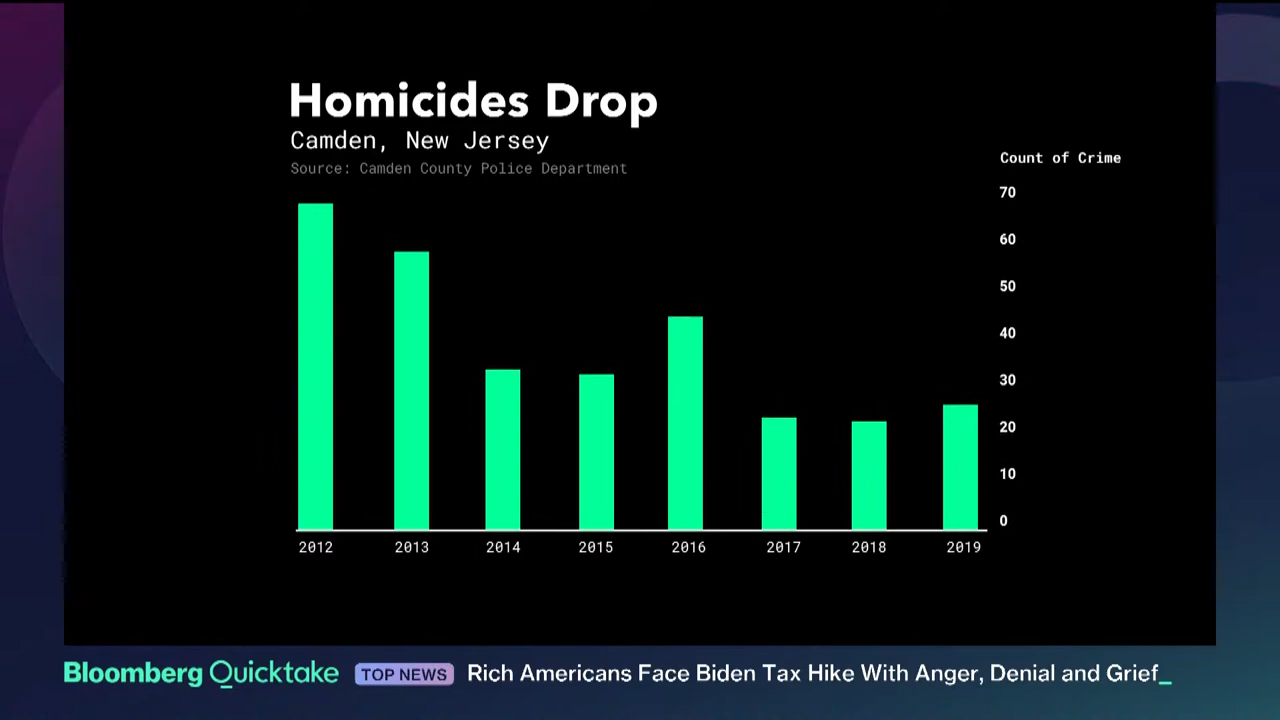 Homicides Drop
Camden, New Jersey
Source: Camden County Police Department
Count of Crime
70
60
50
40
30
20
10
0
2012 2013 2014 2015 2016 2017 2018 2019
Bloomberg Quicktake TOP NEWS Rich Americans Face Biden Tax Hike With Anger, Denial and Grief_